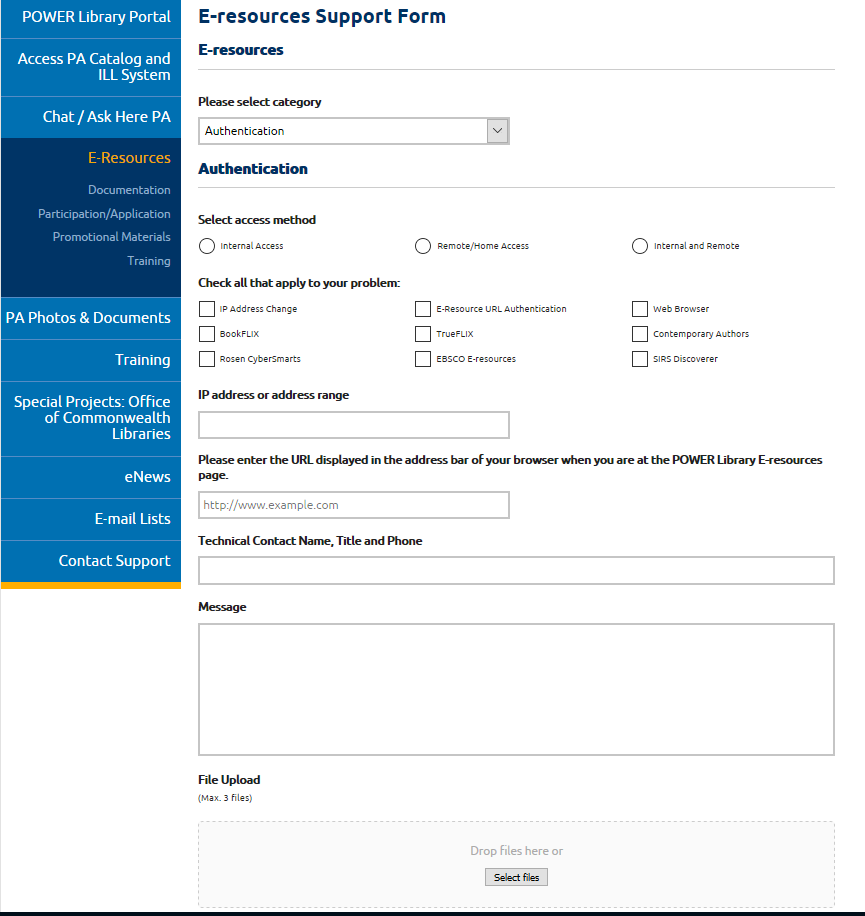 POWER Library Portal
Access PA Catalog and
ILL System
Chat / Ask Here PA
E-Resources
Documentation
Participation/Application
Promotional Materials
Training
PA Photos & Documents
Training
Special Projects: Office
of Commonwealth
Libraries
eNews
E-mail Lists
Contact Support
E-resources Support Form
E-resources
Please select category
Authentication
Authentication
Select access method
Internal Access
Remote/Home Access
Internal and Remote
Check all that apply to your problem:
IP Address Change
E-Resource URL Authentication
Web Browser
BookFLIX
TrueFLIX
Contemporary Authors
Rosen CyberSmarts
EBSCO E-resources
SIRS Discoverer
IP address or address range
Please enter the URL displayed in the address bar of your browser when you are at the POWER Library E-resources
page.
http://www.example.com
Technical Contact Name, Title and Phone
Message
File Upload
(Max. 3 files)
Drop files here or
Select files